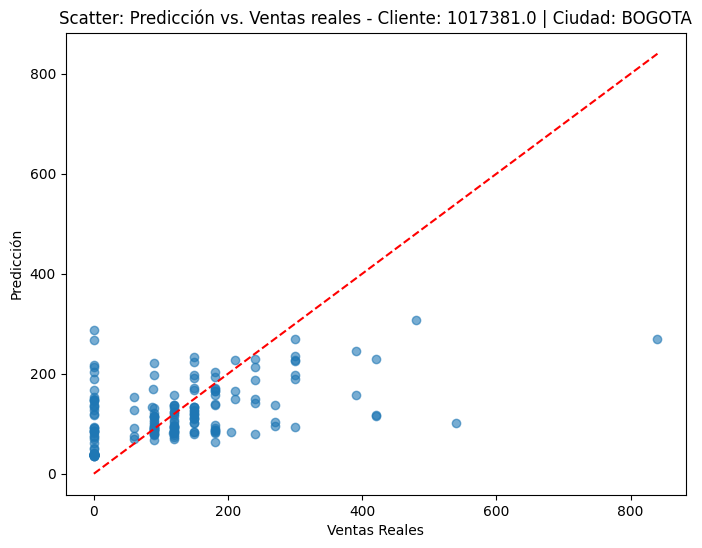 Scatter: Predicción vs. Ventas reales - Cliente: 1017381.0 | Ciudad: BOGOTA
800
600
400
200
0
Predicción
0 200 400 600 800
Ventas Reales